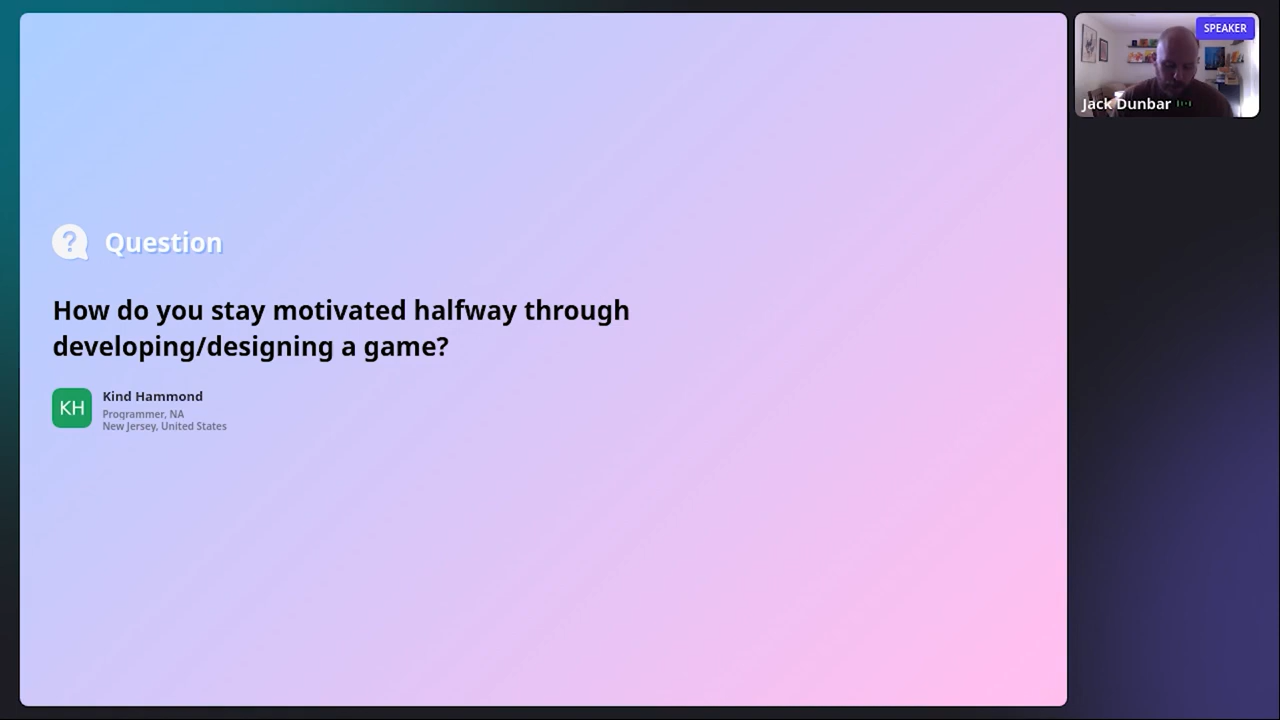 SPEAKER
Jack Dunbar
? Question
How do you stay motivated halfway through
developing/designing a game?
KH
Kind Hammond
Programmer, NA
New Jersey, United States